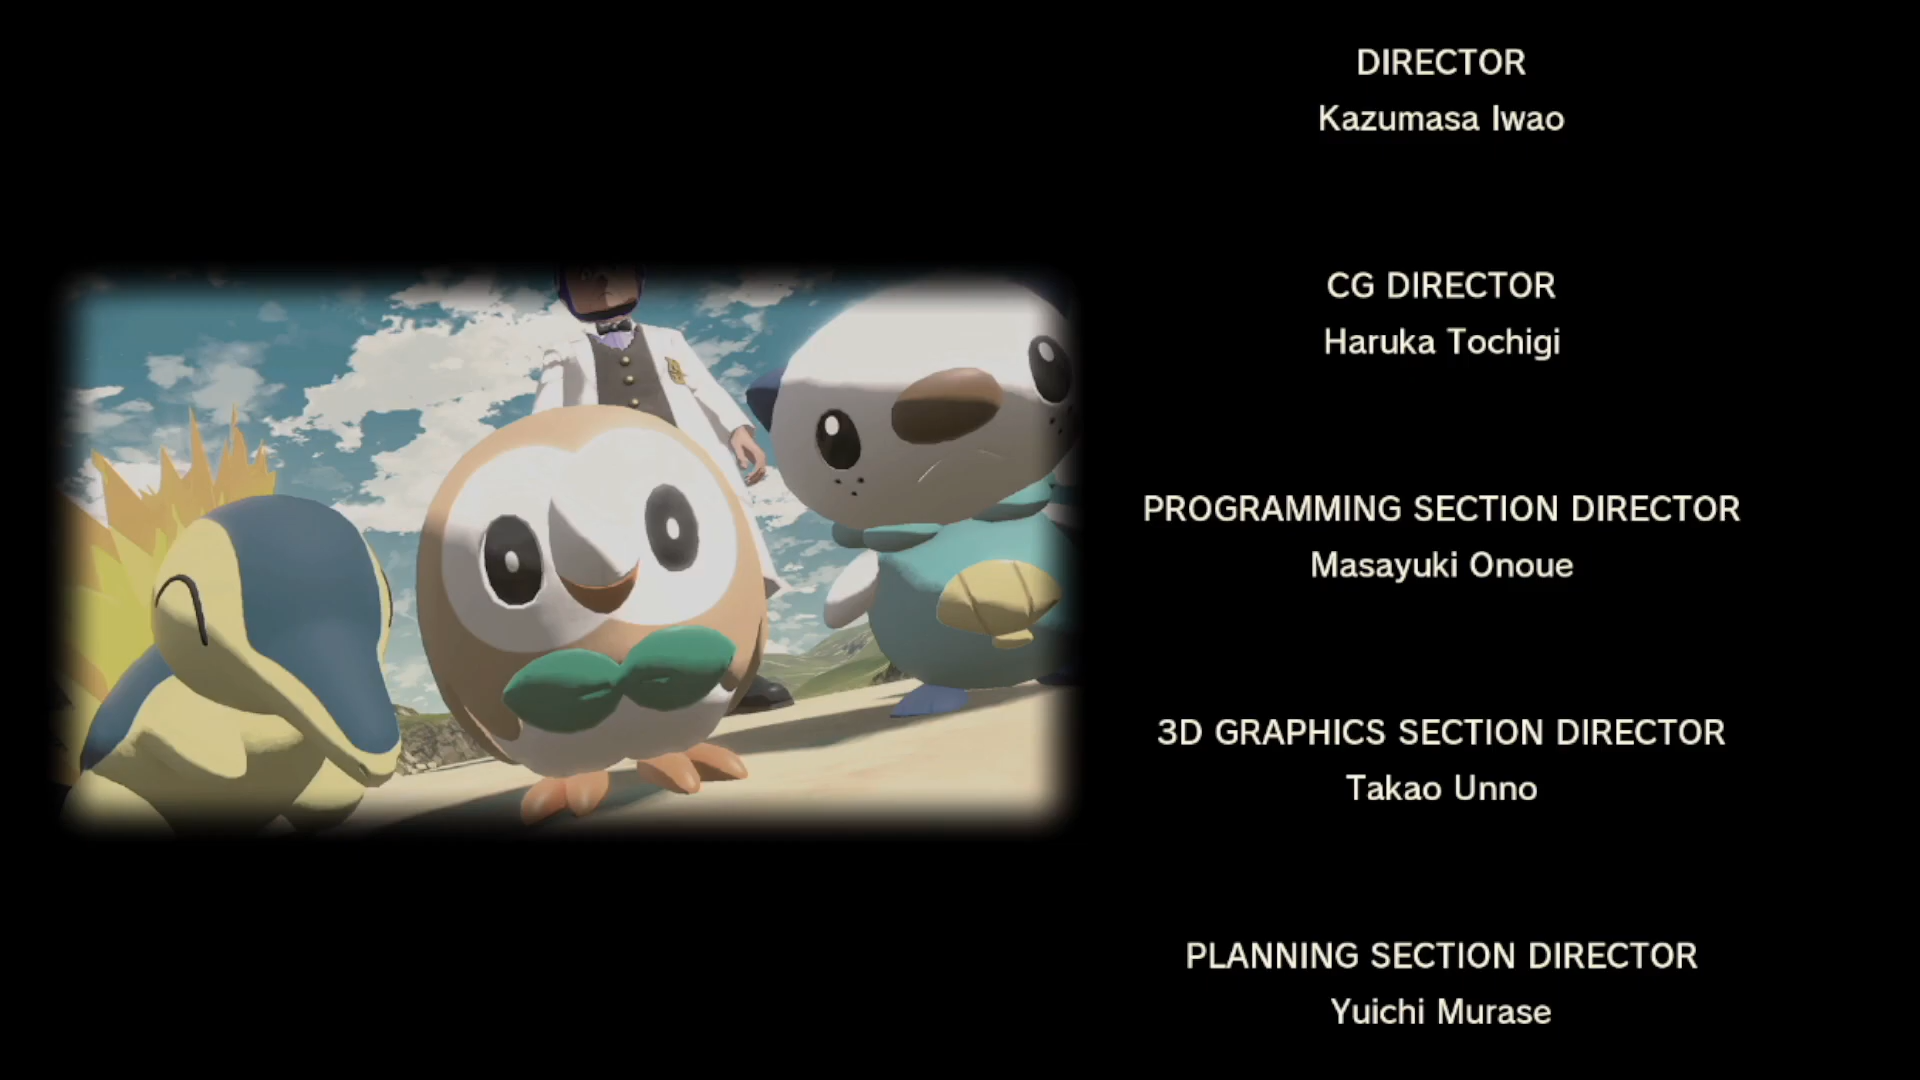 DIRECTOR
Kazumasa Iwao
CG DIRECTOR
Haruka Tochigi
PROGRAMMING SECTION DIRECTOR
Masayuki Onoue
3D GRAPHICS SECTION DIRECTOR
Takao Unno
PLANNING SECTION DIRECTOR
Yuichi Murase